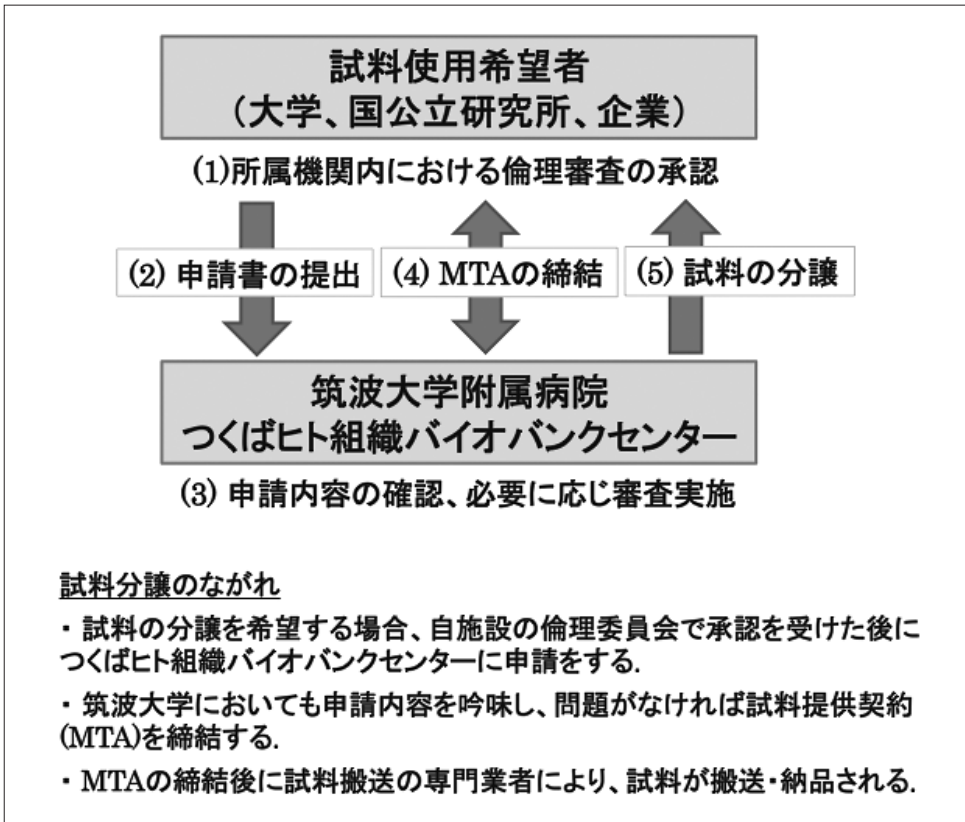 試料使用希望者
（大学、国公立研究所、企業）
(1)所属機関内における倫理審査の承認
(2) 申請書の提出
(4) MTAの締結
(5) 試料の分譲
筑波大学附属病院
つくばヒト組織バイオバンクセンター
(3) 申請内容の確認、必要に応じ審査実施
試料分譲のながれ
・試料の分譲を希望する場合、自施設の倫理委員会で承認を受けた後に
つくばヒト組織バイオバンクセンターに申請をする.
・筑波大学においても申請内容を吟味し、問題がなければ試料提供契約
(MTA)を締結する.
・MTAの締結後に試料搬送の専門業者により、試料が搬送・納品される.